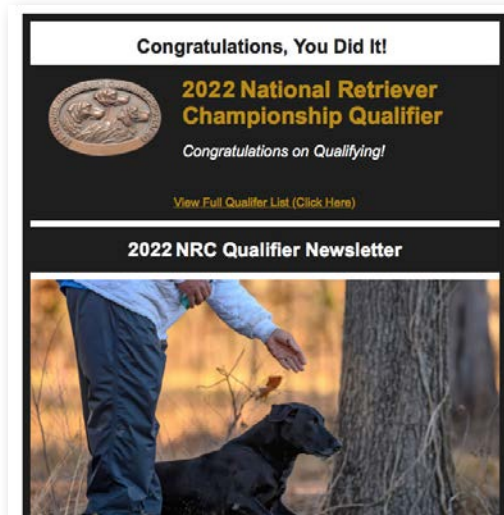 Congratulations, You Did It!
2022 National Retriever
Championship Qualifier
Congratulations on Qualifying!
View Full Qualifer List (Click Here)
2022 NRC Qualifier Newsletter